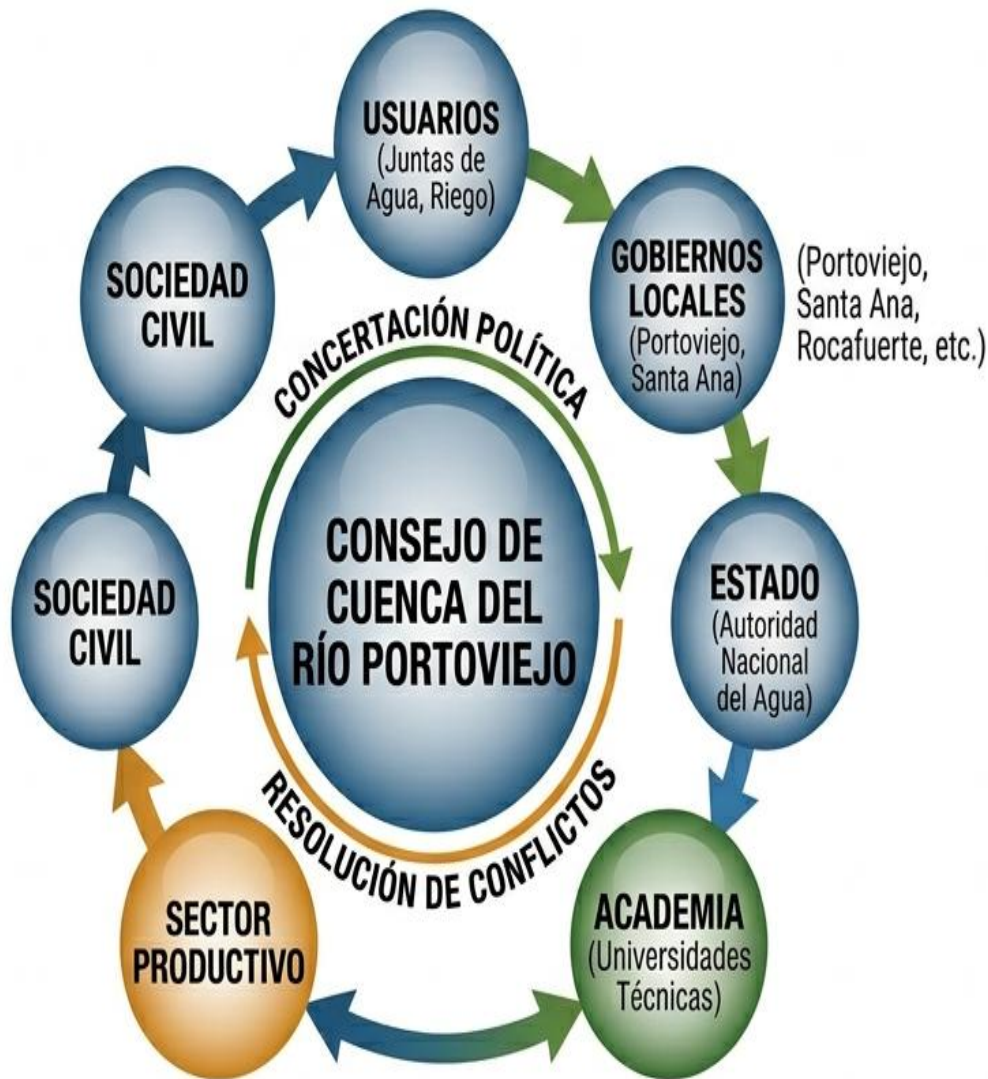 USUARIOS
(Juntas de
Agua, Riego)
GOBIERNOS
LOCALES
(Portoviejo,
Santa Ana)
(Portoviejo,
Santa Ana,
Rocafuerte, etc.)
ESTADO
(Autoridad
Nacional
del Agua)
ACADEMIA
(Universidades
Técnicas)
SECTOR
PRODUCTIVO
SOCIEDAD
CIVIL
SOCIEDAD
CIVIL
CONCERTACIÓN POLÍTICA
CONSEJO DE
CUENCA DEL
RÍO PORTOVIEJO
RESOLUCIÓN DE CONFLICTOS